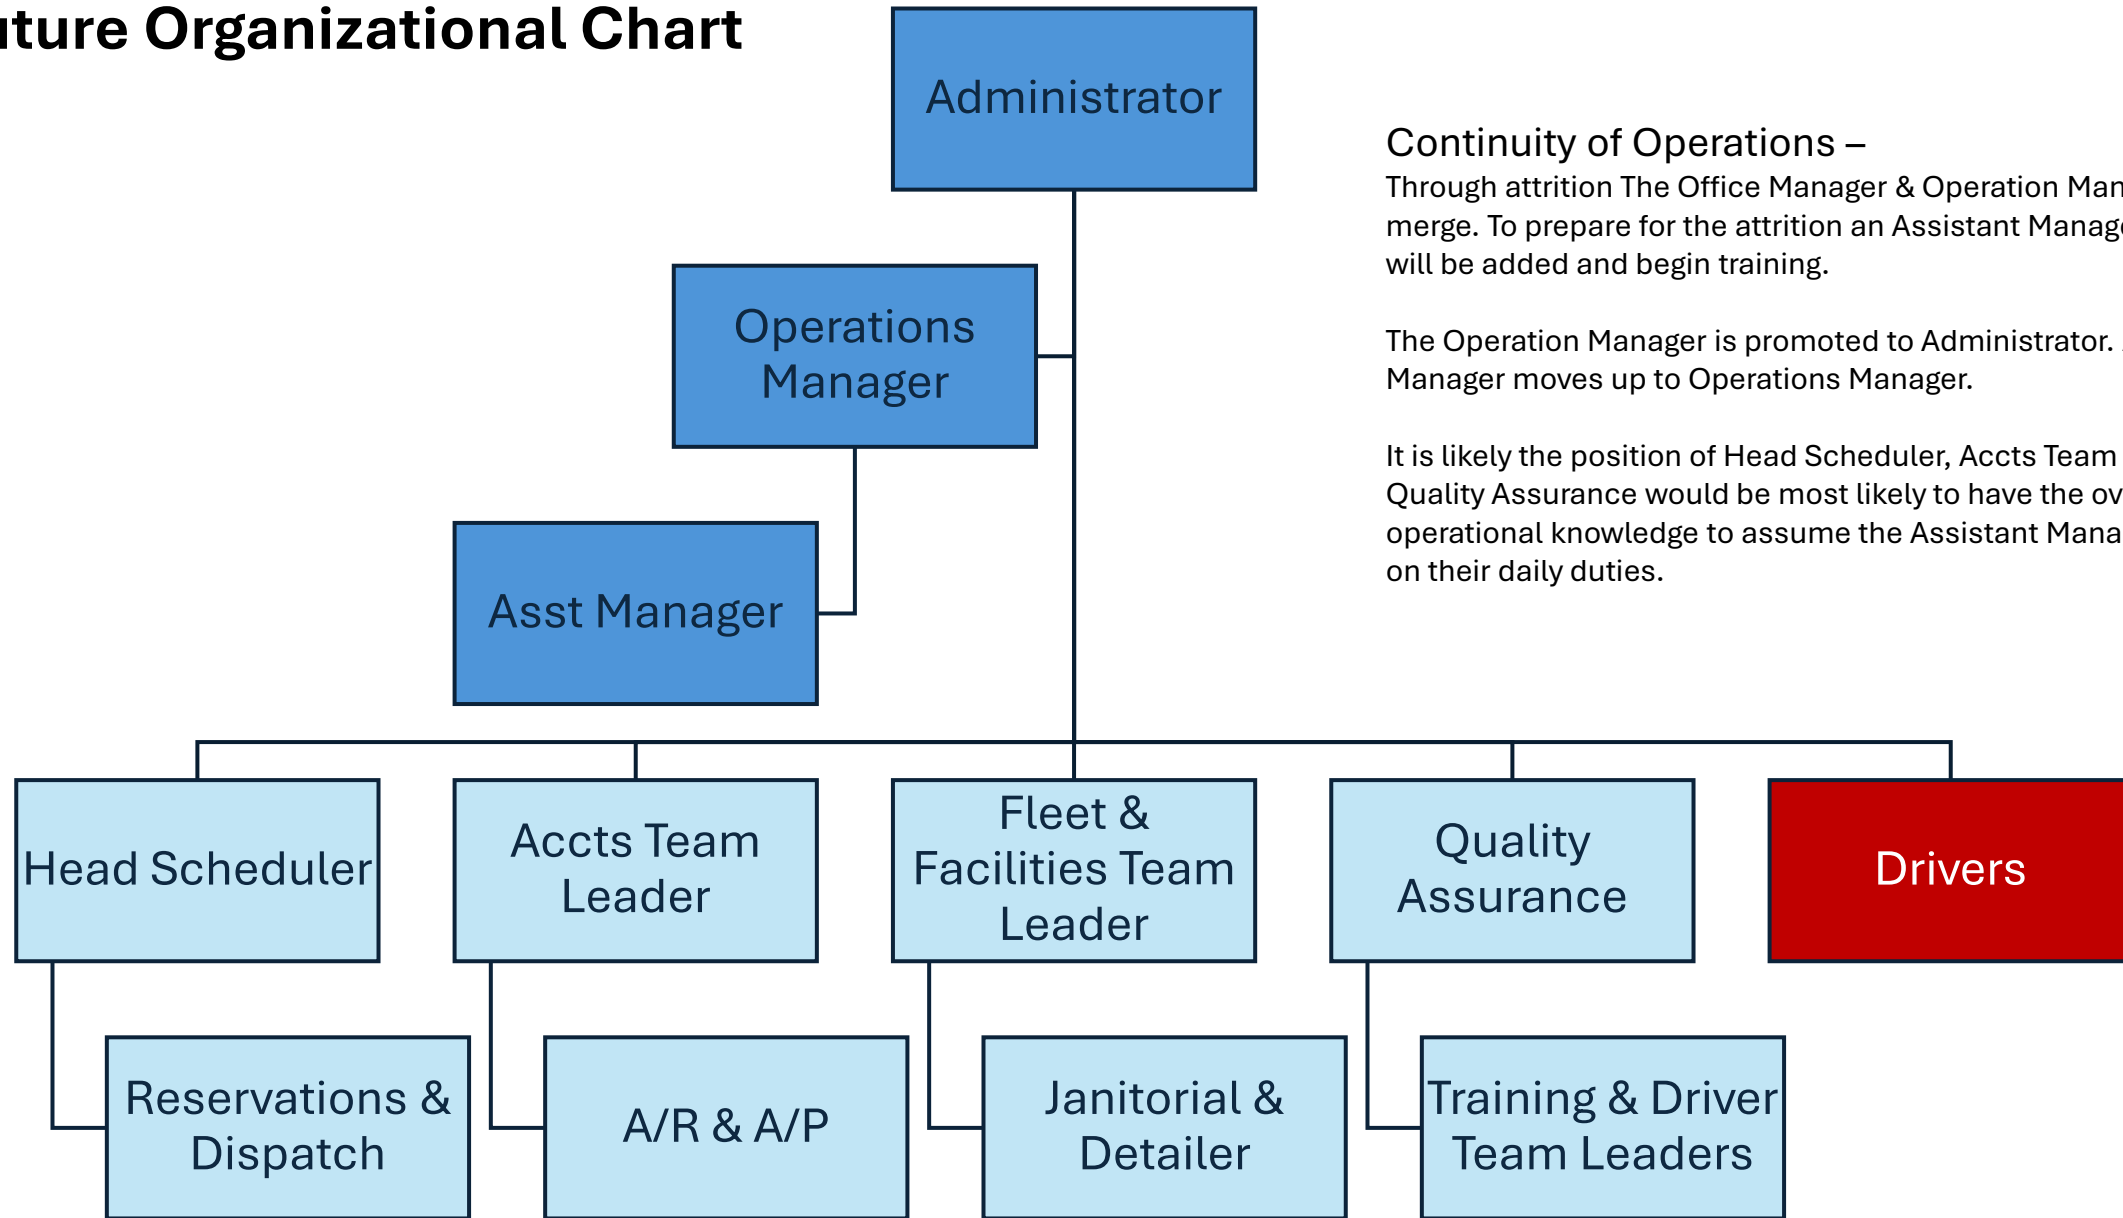 uture Organizational Chart
Administrator
Continuity of Operations –
Through attrition The Office Manager & Operation Man
merge. To prepare for the attrition an Assistant Manag
will be added and begin training.
The Operation Manager is promoted to Administrator.
Manager moves up to Operations Manager.
It is likely the position of Head Scheduler, Accts Team
Quality Assurance would be most likely to have the ov
operational knowledge to assume the Assistant Mana
on their daily duties.
Operations
Manager
Asst Manager
Head Scheduler
Accts Team
Leader
Fleet &
Facilities Team
Leader
Quality
Assurance
Drivers
Reservations &
Dispatch
A/R & A/P
Janitorial &
Detailer
Training & Driver
Team Leaders